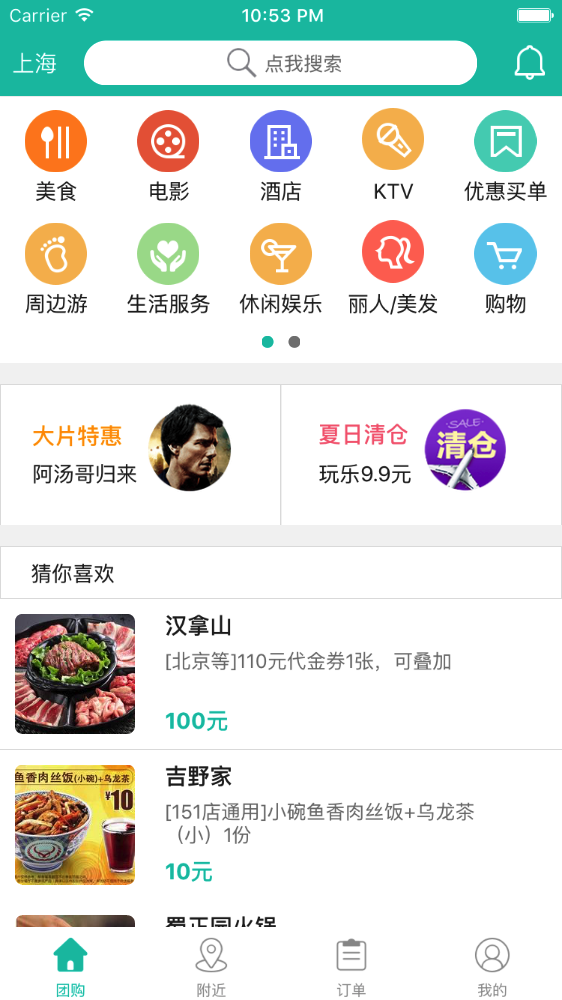 Carrier 10:53 PM
上海 点我搜索
美食 电影 酒店 KTV 优惠买单
周边游 生活服务 休闲娱乐 丽人/美发 购物
大片特惠
阿汤哥归来
夏日清仓
玩乐9.9元
SALE
清仓
猜你喜欢
汉拿山
[北京等]110元代金券1张，可叠加
100元
鱼香肉丝饭(小碗)+乌龙茶
¥10
吉野家
[151店通用]小碗鱼香肉丝饭+乌龙茶
（小）1份
10元
蜀正园火锅
团购 附近 订单 我的